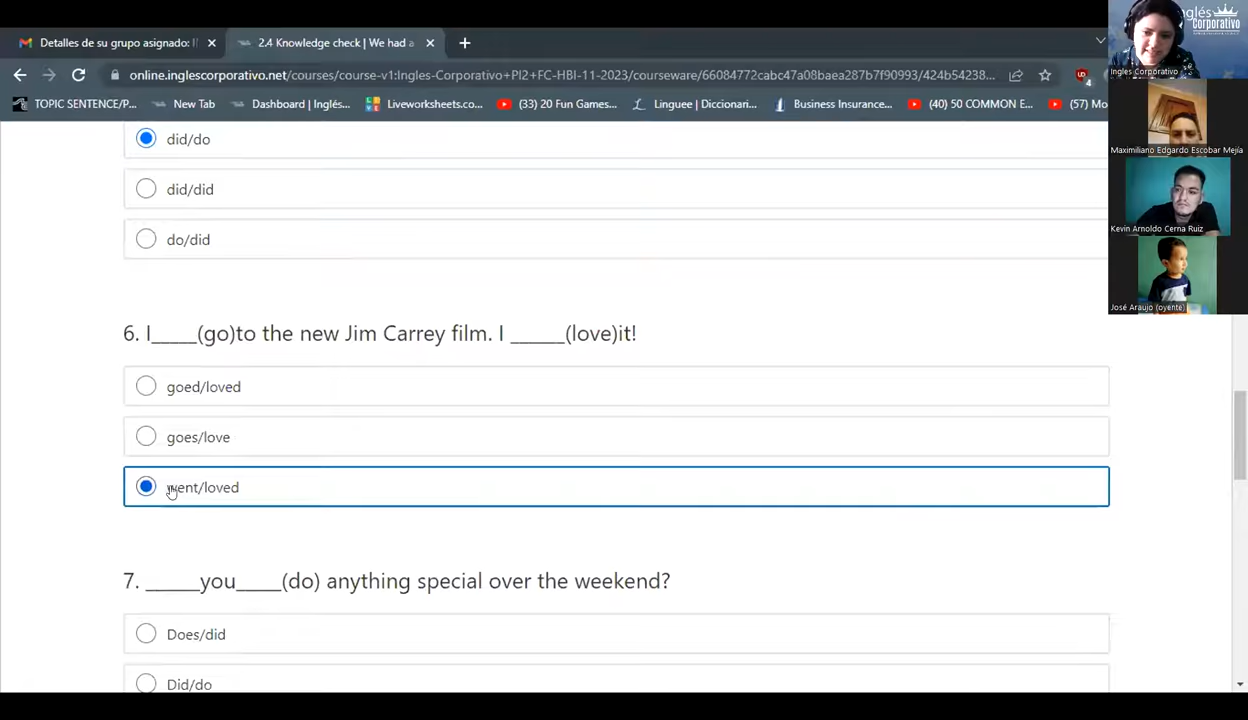 glés
Corporativo
Detalles de su grupo asignado: I
2.4 Knowledge check | We had a
online.inglescorporativo.net/courses/course-v1:Ingles-Corporativo+PI2+FC-HBI-11-2023/courseware/66084772cabc47a08baea287b7f90993/424b54238...
Ingles Corporativo
TOPIC SENTENCE/P...
New Tab
Dashboard | Inglés...
Liveworksheets.co...
(33) 20 Fun Games...
Linguee | Diccionari...
Business Insurance...
(40) 50 COMMON E...
(57) Mo
4
Maximiliano Edgardo Escobar Mejía
Kevin Arnoldo Cerna Ruiz
José Araujo (oyente)
did/do
did/did
do/did
6. I_____(go)to the new Jim Carrey film. I ______(love)it!
goed/loved
goes/love
went/loved
7. ______you_____(do) anything special over the weekend?
Does/did
Did/do